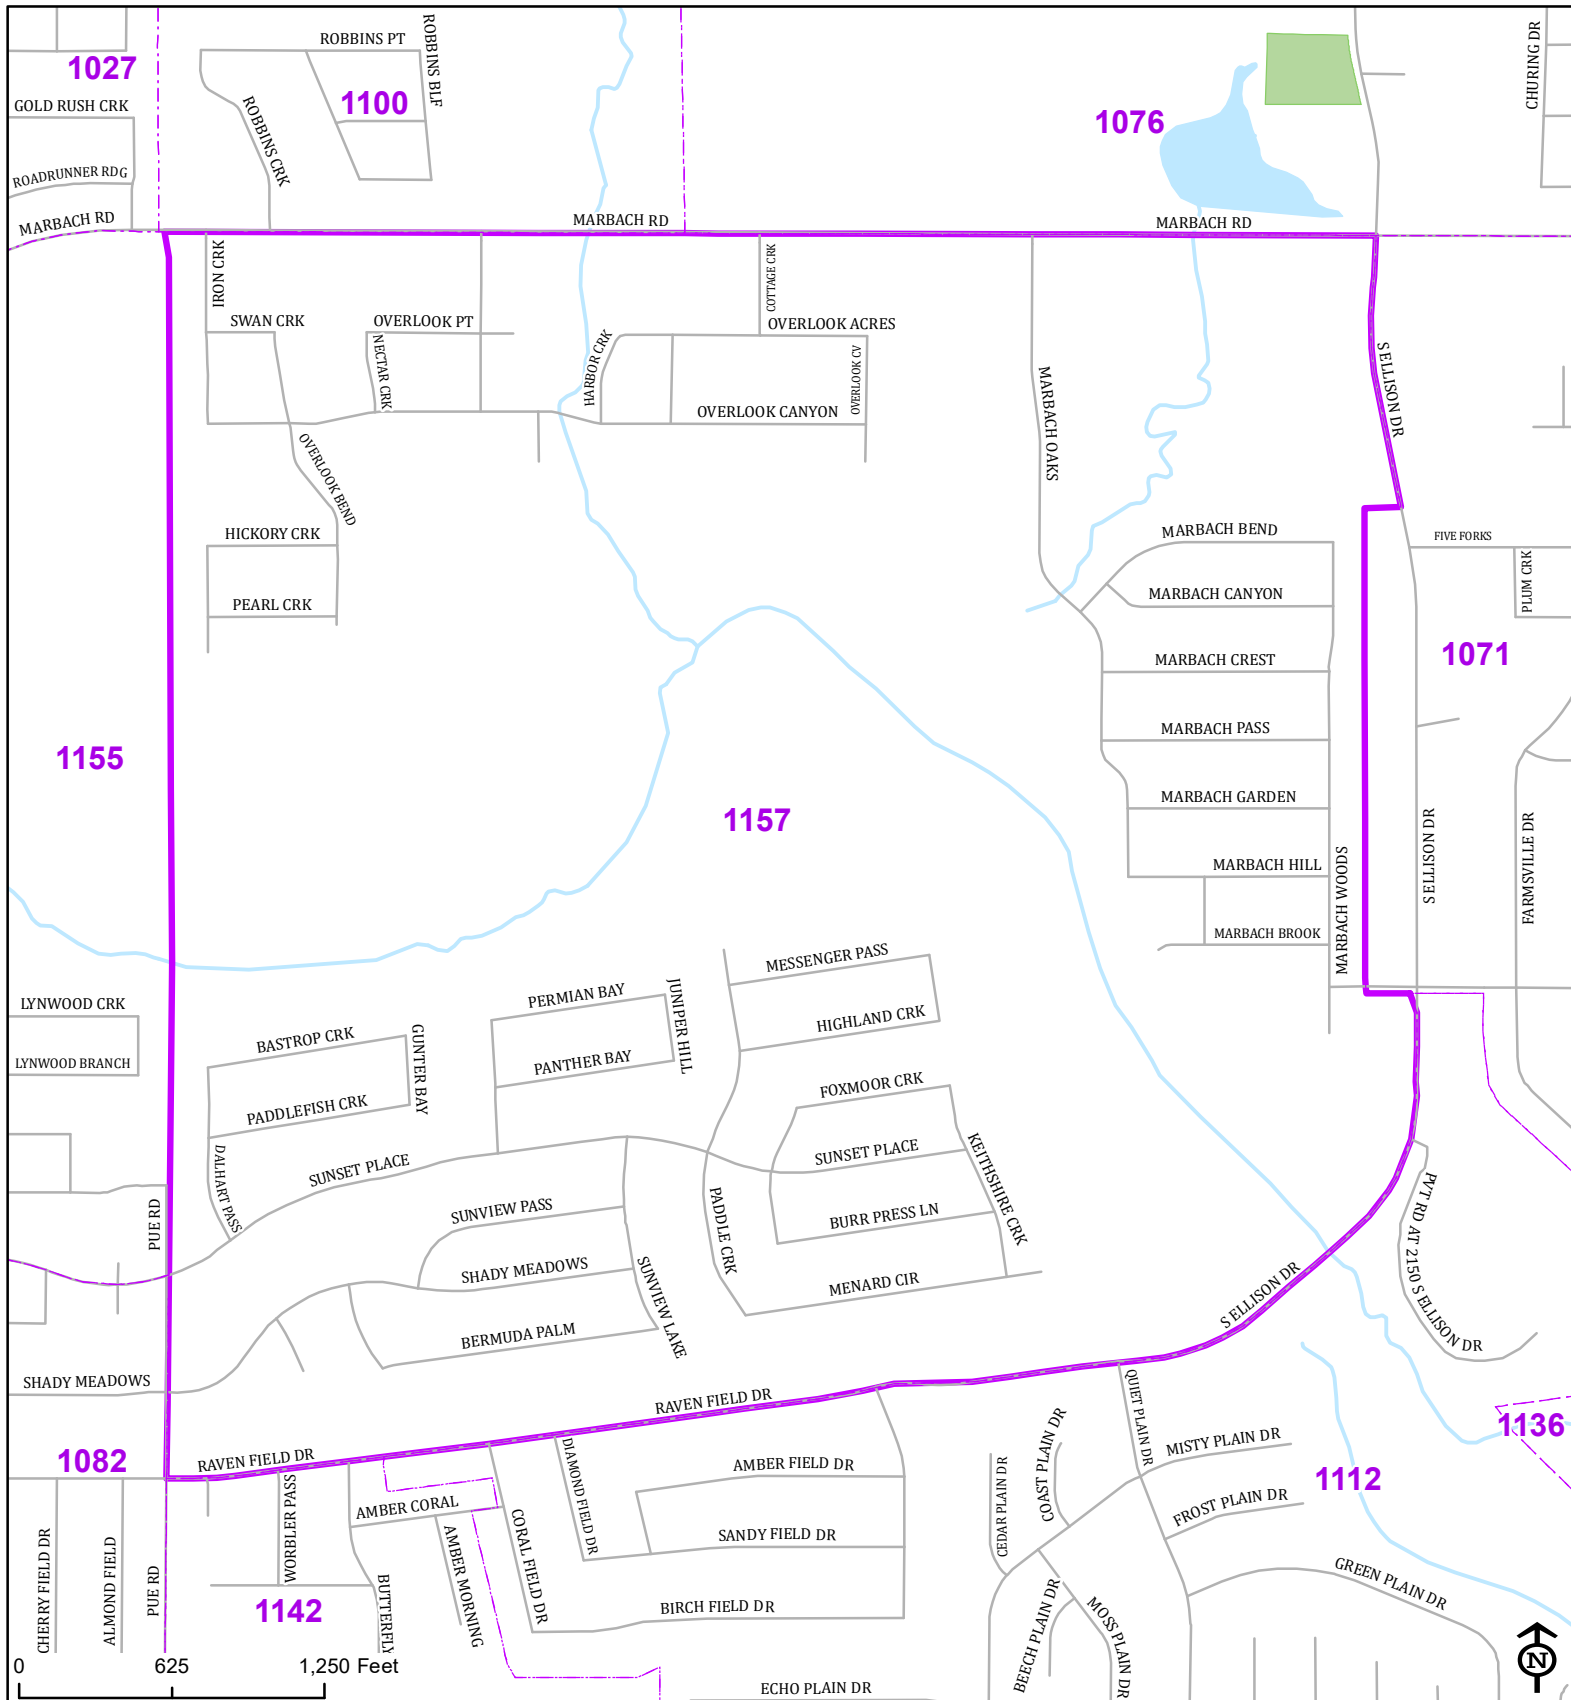 ROBBINS PT
ROBBINS BLF
1027
1100
GOLD RUSH CRK
ROBBINS CRK
1076
CHURING DR
ROADRUNNER RDG
MARBACH RD
MARBACH RD
MARBACH RD
IRON CRK
COTTAGE CRK
SWAN CRK
OVERLOOK PT
OVERLOOK ACRES
NECTAR CRK
HARBOR CRK
OVERLOOK CV
S ELLISON DR
MARBACH OAKS
OVERLOOK CANYON
OVERLOOK BEND
HICKORY CRK
MARBACH BEND
FIVE FORKS
PLUM CRK
PEARL CRK
MARBACH CANYON
MARBACH CREST
1071
MARBACH PASS
1155
MARBACH GARDEN
1157
MARBACH HILL
MARBACH WOODS
S ELLISON DR
FARMSVILLE DR
MARBACH BROOK
MESSENGER PASS
LYNWOOD CRK
PERMIAN BAY
JUNIPER HILL
HIGHLAND CRK
BASTROP CRK
GUNTER BAY
LYNWOOD BRANCH
PANTHER BAY
FOXMOOR CRK
PADDLEFISH CRK
SUNSET PLACE
SUNSET PLACE
KEITHSHIRE CRK
DALHART PASS
PUE RD
SUNVIEW PASS
PADDLE CRK
BURR PRESS LN
PVT RD AT 2150 S ELLISON DR
SHADY MEADOWS
MENARD CIR
SUNVIEW LAKE
S ELLISON DR
BERMUDA PALM
SHADY MEADOWS
RAVEN FIELD DR
QUIET PLAIN DR
1136
1082
RAVEN FIELD DR
DIAMOND FIELD DR
AMBER FIELD DR
COAST PLAIN DR
MISTY PLAIN DR
1112
WORBLER PASS
AMBER CORAL
CEDAR PLAIN DR
FROST PLAIN DR
CORAL FIELD DR
SANDY FIELD DR
CHERRY FIELD DR
ALMOND FIELD
PUE RD
AMBER MORNING
GREEN PLAIN DR
1142
BUTTERFLY
BIRCH FIELD DR
BEECH PLAIN DR
MOSS PLAIN DR
0
625
1,250 Feet
ECHO PLAIN DR
N